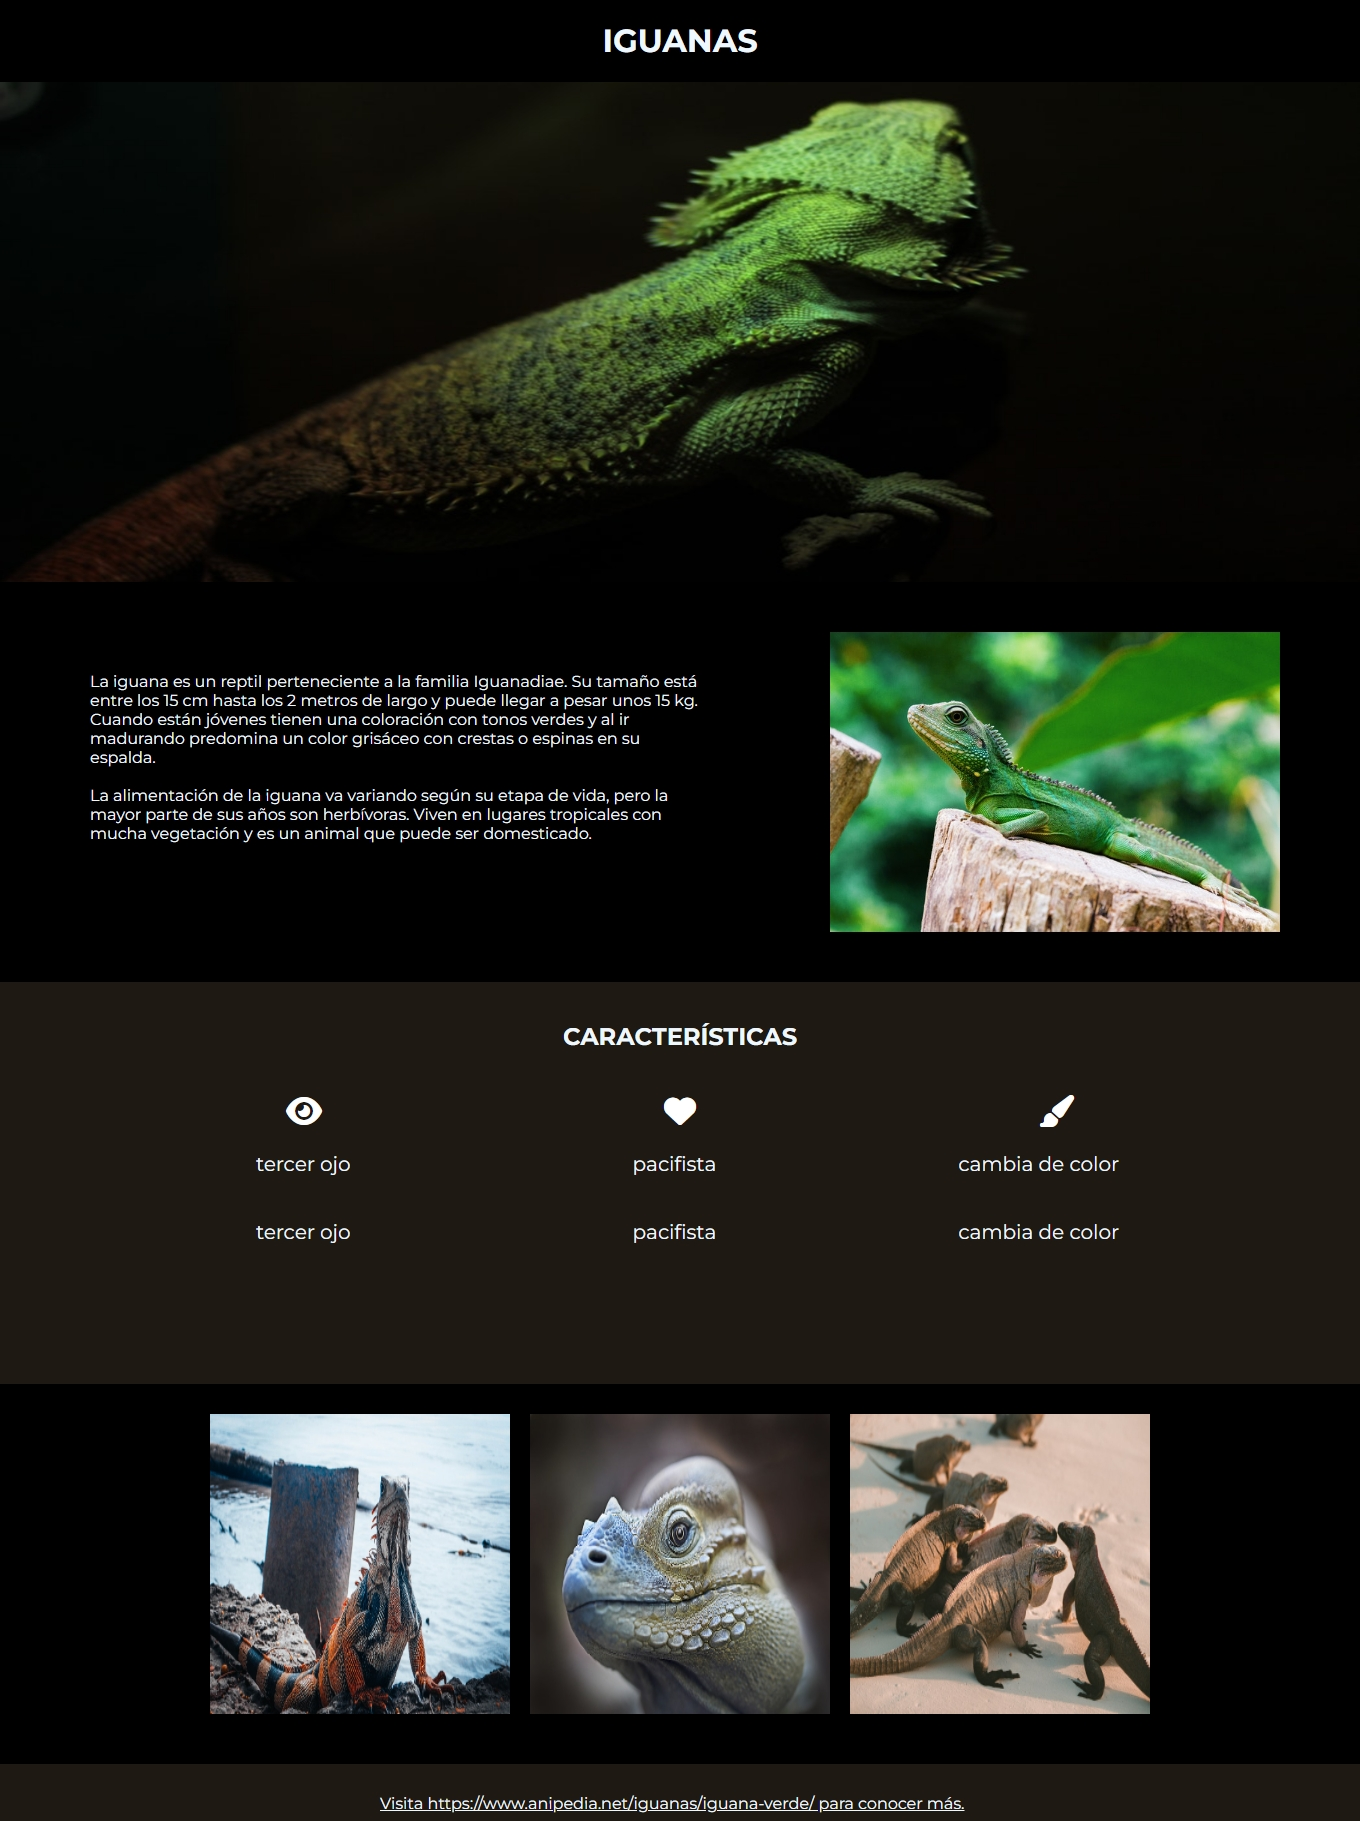 IGUANAS
La iguana es un reptil perteneciente a la familia Iguanadiae. Su tamaño está
entre los 15 cm hasta los 2 metros de largo y puede llegar a pesar unos 15 kg.
Cuando están jóvenes tienen una coloración con tonos verdes y al ir
madurando predomina un color grisáceo con crestas o espinas en su
espalda.
La alimentación de la iguana va variando según su etapa de vida, pero la
mayor parte de sus años son herbívoras. Viven en lugares tropicales con
mucha vegetación y es un animal que puede ser domesticado.
CARACTERÍSTICAS
tercer ojo pacifista cambia de color
tercer ojo pacifista cambia de color
Visita https://www.anipedia.net/iguanas/iguana-verde/ para conocer más.